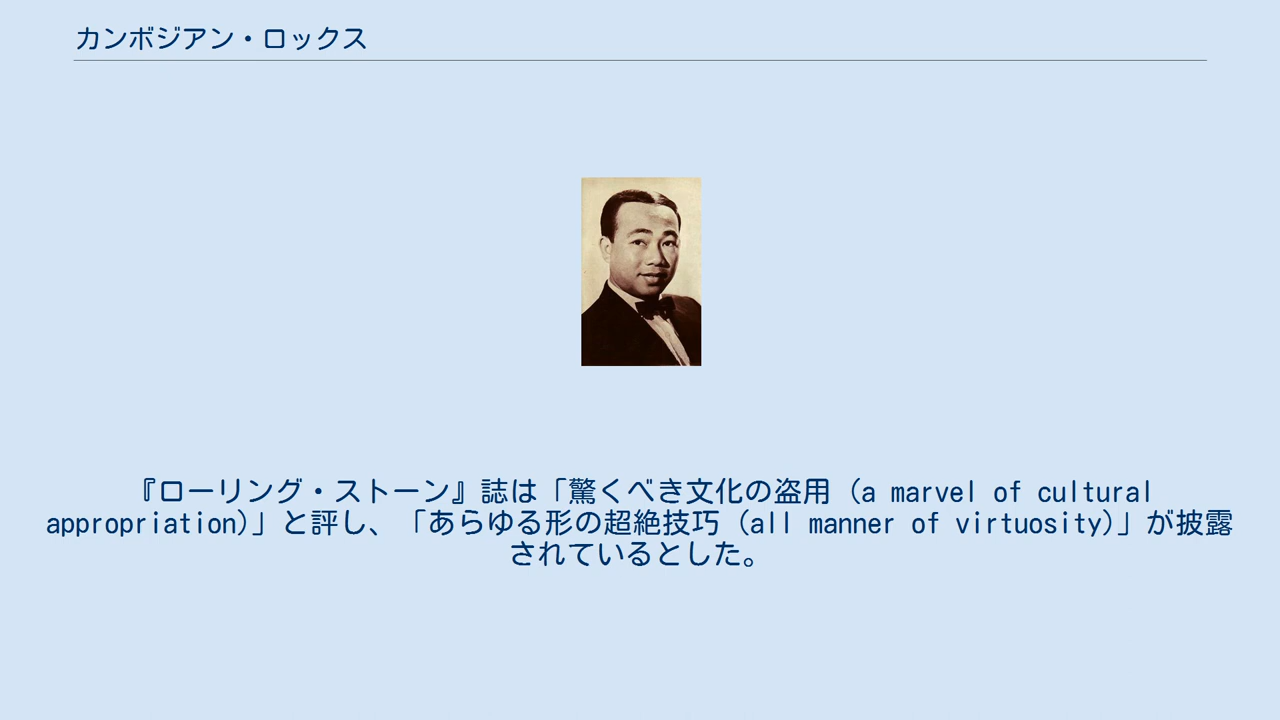 カンボジアン・ロックス
『ローリング・ストーン』誌は「驚くべき文化の盗用 (a marvel of cultural
appropriation)」と評し、「あらゆる形の超絶技巧 (all manner of virtuosity)」が披露
されているとした。